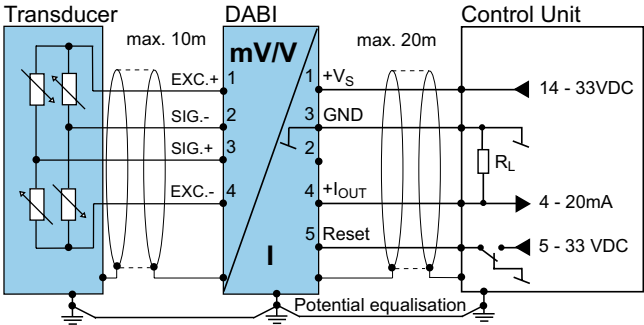 Transducer DABI Control Unit
max. 10m mV/V max. 20m
EXC.+ 1 1 +VS 14 - 33VDC
SIG.- 2 3 GND
SIG.+ 3 2 RL
EXC.- 4 4 +IOUT 4 - 20mA
5 Reset 5 - 33 VDC
I
Potential equalisation